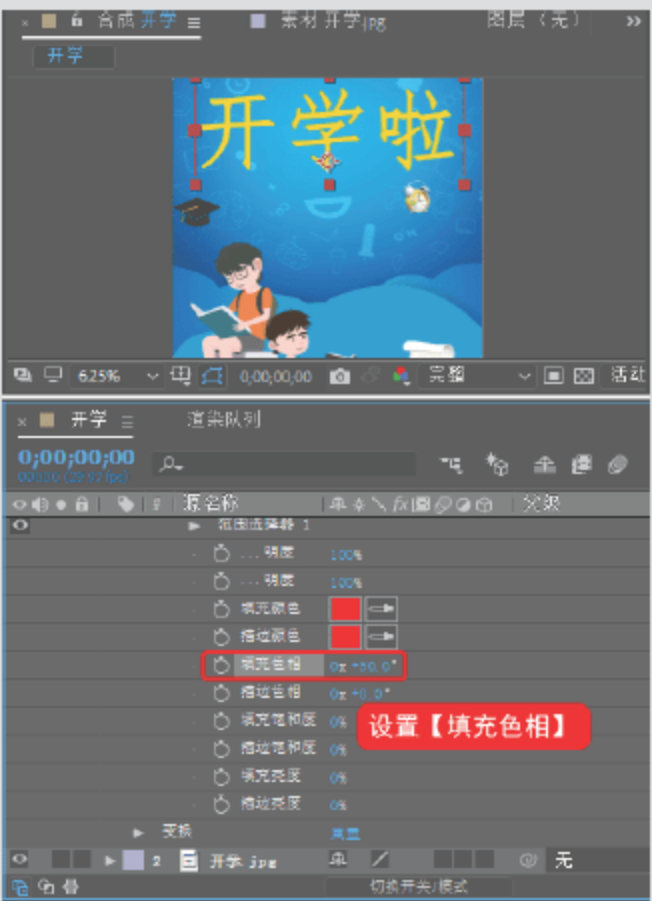 合成 开学 素材 开学.jpg 图层（无）
开学
开学啦
6.25% 0;00;00;00 完整 活动
开学 渲染队列
0;00;00;00
00000 (29.97 fps)
# 源名称 fx 父级
范围选择器 1
...明度 100%
...明度 100%
填充颜色
描边颜色
填充色相 0x
描边色相 0x +0.0°
填充饱和度 0%
设置【填充色相】
描边饱和度 0%
填充亮度 0%
描边亮度 0%
变换 重置
2 开学.jpg 无
切换开关/模式